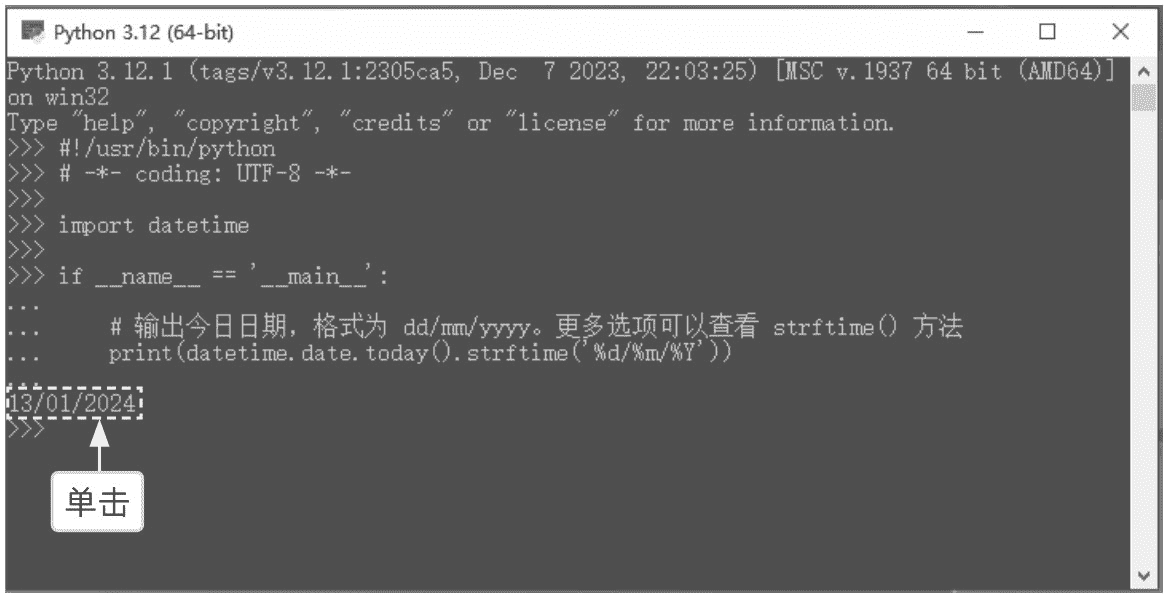 Python 3.12 (64-bit)
Python 3.12.1 (tags/v3.12.1:2305ca5, Dec  7 2023, 22:03:25) [MSC v.1937 64 bit (AMD64)]
on win32
Type "help", "copyright", "credits" or "license" for more information.
>>> #!/usr/bin/python
>>> # -*- coding: UTF-8 -*-
>>>
>>> import datetime
>>>
>>> if __name__ == '__main__':
...
...     # 输出今日日期，格式为 dd/mm/yyyy。更多选项可以查看 strftime() 方法
...     print(datetime.date.today().strftime('%d/%m/%Y'))
...
13/01/2024
>>>
单击